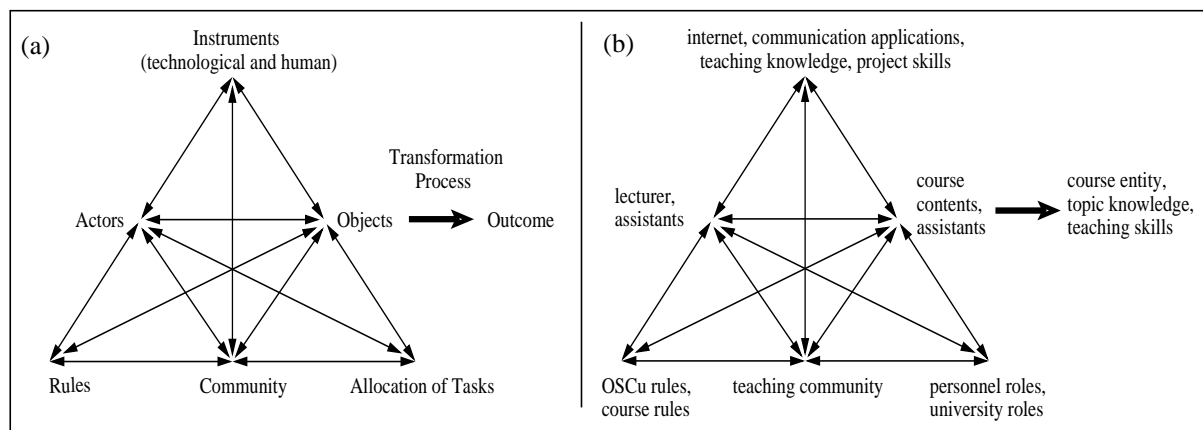 (a)
Instruments
(technological and human)
Transformation
Process
Actors
Objects
Outcome
Rules
Community
Allocation of Tasks
(b)
internet, communication applications,
teaching knowledge, project skills
lecturer,
assistants
course
contents,
assistants
course entity,
topic knowledge,
teaching skills
OSCu rules,
course rules
teaching community
personnel roles,
university roles